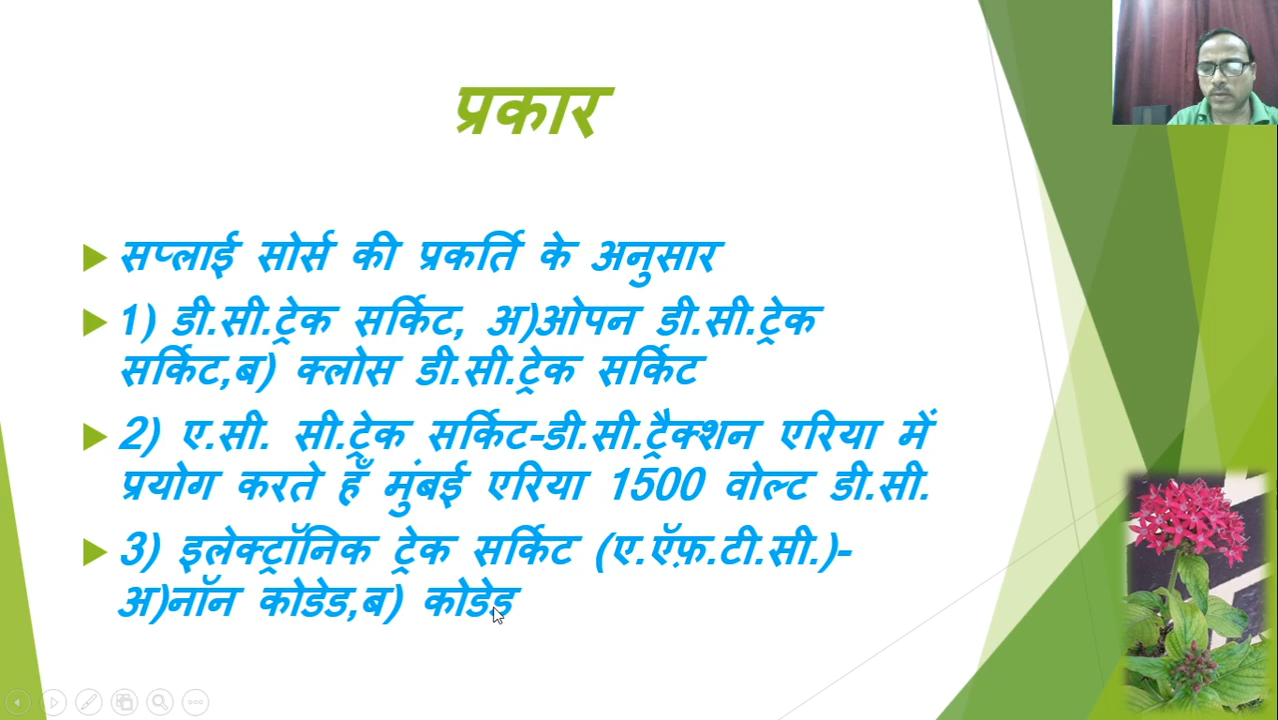 प्रकार
सप्लाई सोर्स की प्रकर्ति के अनुसार
1) डी.सी.ट्रेक सर्किट, अ)ओपन डी.सी.ट्रेक
सर्किट,ब) क्लोस डी.सी.ट्रेक सर्किट
2) ए.सी. सी.ट्रेक सर्किट-डी.सी.ट्रैक्शन एरिया में
प्रयोग करते हैं मुंबई एरिया 1500 वोल्ट डी.सी.
3) इलेक्ट्रॉनिक ट्रेक सर्किट (ए.ऍफ़.टी.सी.)-
अ)नॉन कोडेड,ब) कोडेड